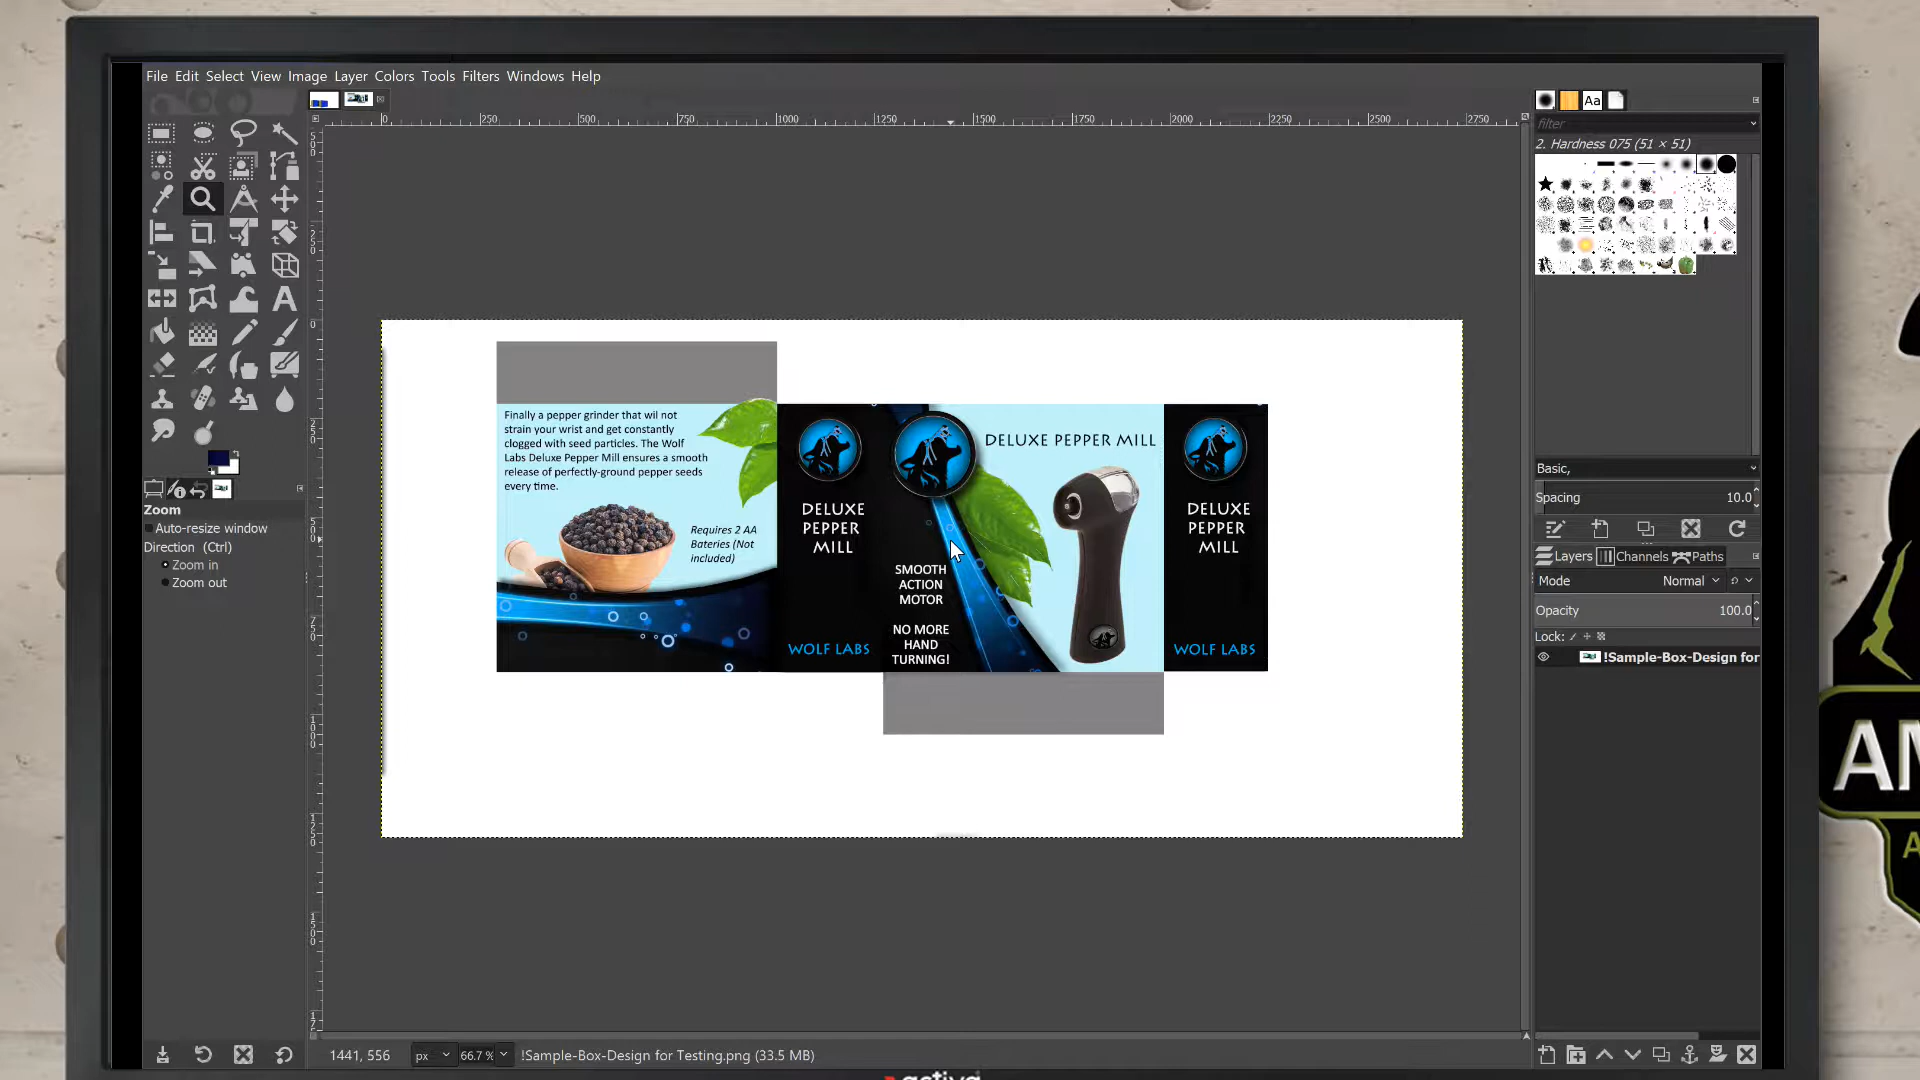 File Edit Select View Image Layer Colors Tools Filters Windows Help
0 250 500 750 1000 1250 1500 1750 2000 2250 2500 2750
filter
2. Hardness 075 (51 × 51)
Finally a pepper grinder that wil not
strain your wrist and get constantly
clogged with seed particles. The Wolf
Labs Deluxe Pepper Mill ensures a smooth
release of perfectly-ground pepper seeds
every time.
Requires 2 AA
Bateries (Not
included)
DELUXE
PEPPER
MILL
WOLF LABS
DELUXE PEPPER MILL
SMOOTH
ACTION
MOTOR
NO MORE
HAND
TURNING!
DELUXE
PEPPER
MILL
WOLF LABS
Zoom
Auto-resize window
Direction (Ctrl)
Zoom in
Zoom out
Basic,
Spacing 10.0
Layers Channels Paths
Mode Normal
Opacity 100.0
Lock:
!Sample-Box-Design for
1441, 556 px 66.7 % !Sample-Box-Design for Testing.png (33.5 MB)
activa